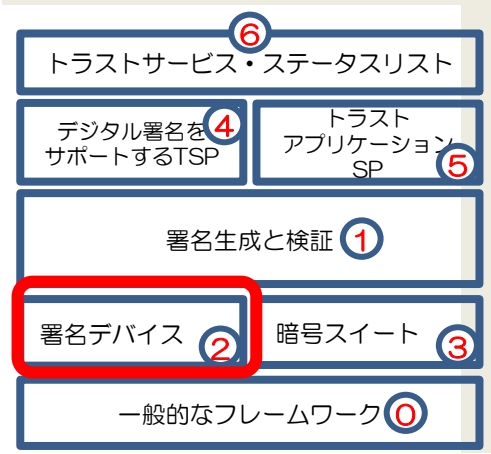 ⑥
トラストサービス・ステータスリスト
デジタル署名を
サポートするTSP
④
トラスト
アプリケーション
SP
⑤
署名生成と検証 ①
署名デバイス ②
暗号スイート ③
一般的なフレームワーク ⓪